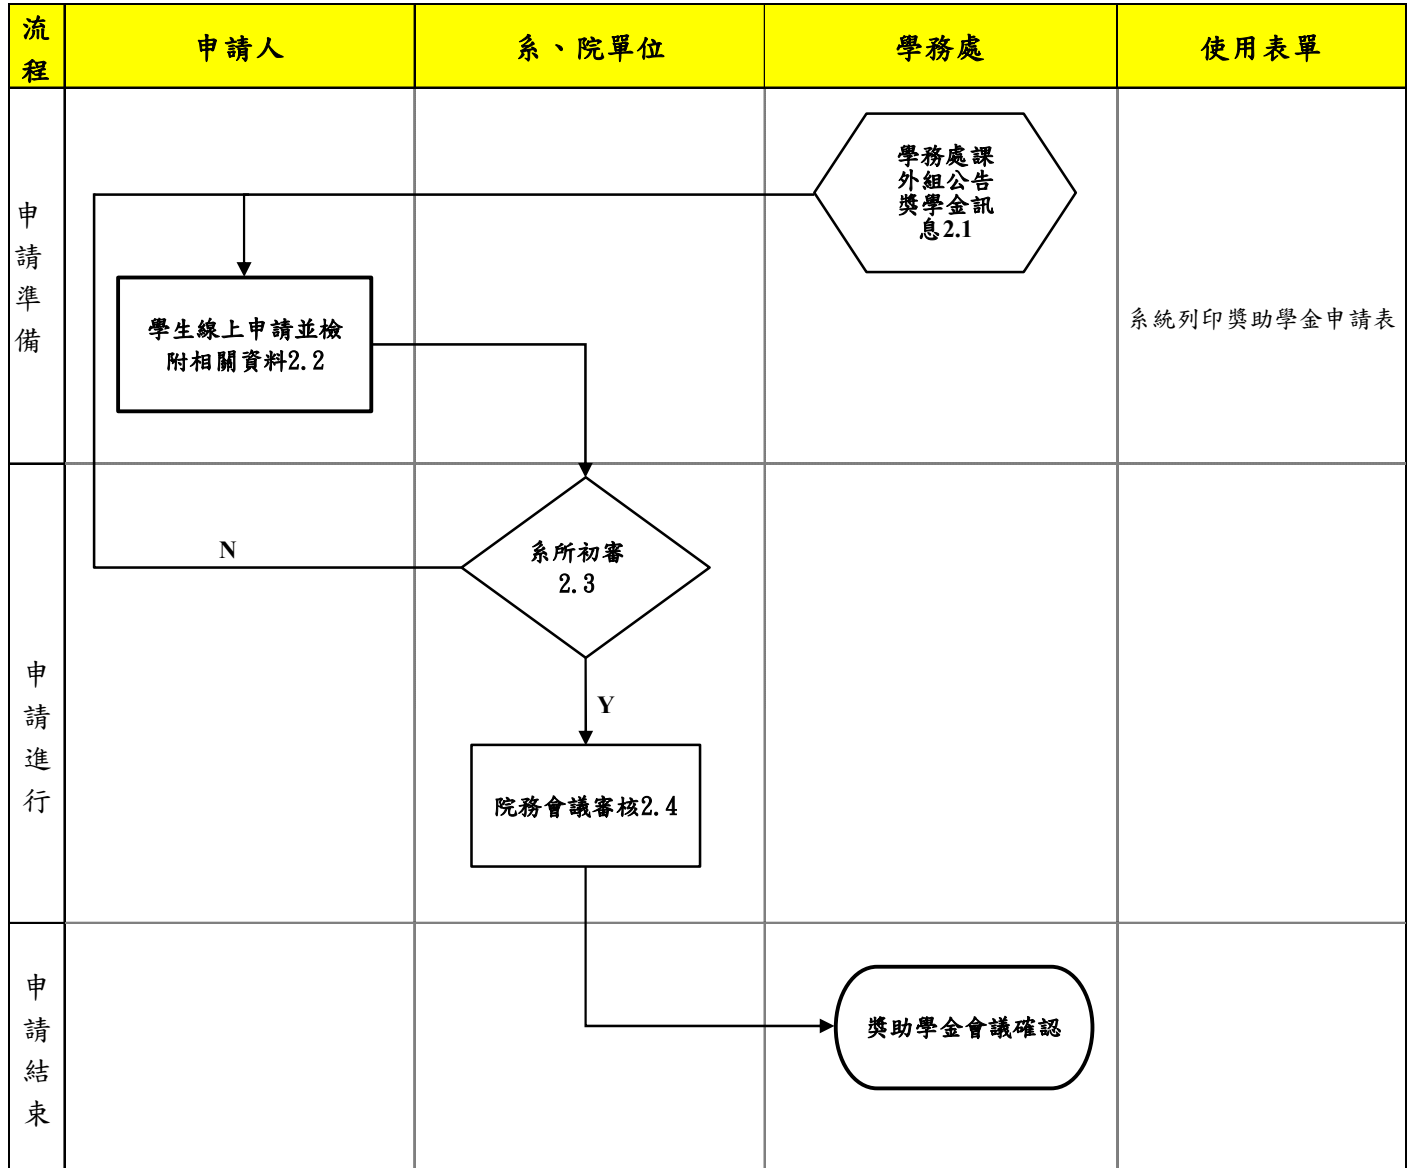 流
程
申請人
系、院單位
學務處
使用表單
申
請
準
備
學務處課
外組公告
獎學金訊
息2.1
學生線上申請並檢
附相關資料2.2
系統列印獎助學金申請表
申
請
進
行
N
系所初審
2.3
Y
院務會議審核2.4
申
請
結
束
獎助學金會議確認